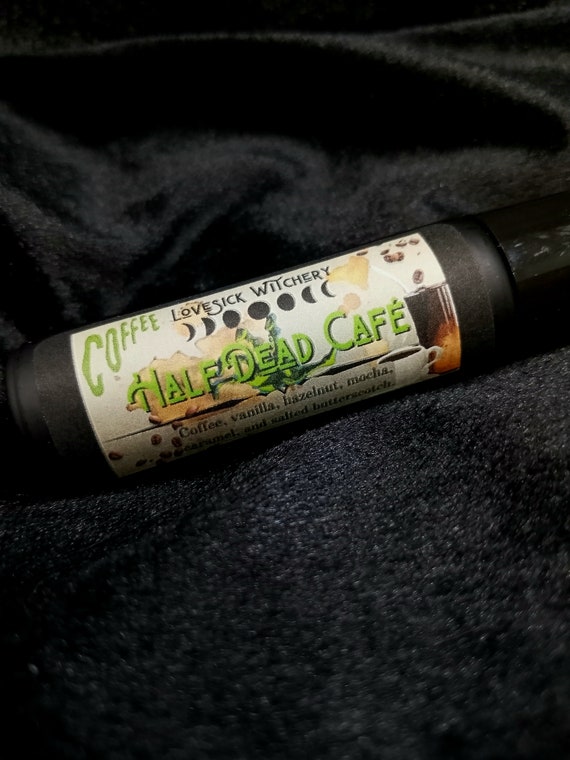 COFFEE
LOVESICK WITCHERY
HALF-DEAD CAFÉ
Coffee, vanilla, hazelnut, mocha,
caramel, and salted butterscotch.